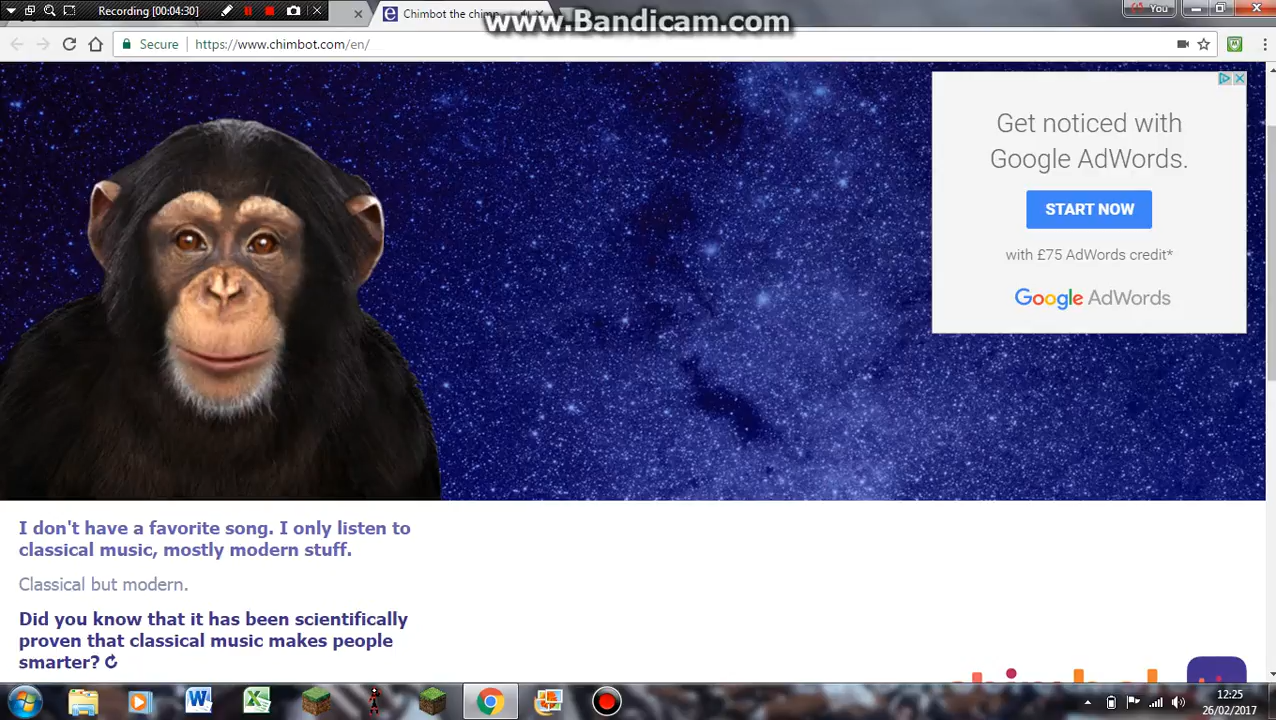 Recording [00:04:30]
Chimbot the chimp
www.Bandicam.com
You
Secure
https://www.chimbot.com/en/
Get noticed with
Google AdWords.
START NOW
with £75 AdWords credit*
Google AdWords
I don't have a favorite song. I only listen to
classical music, mostly modern stuff.
Classical but modern.
Did you know that it has been scientifically
proven that classical music makes people
smarter?
12:25
26/02/2017